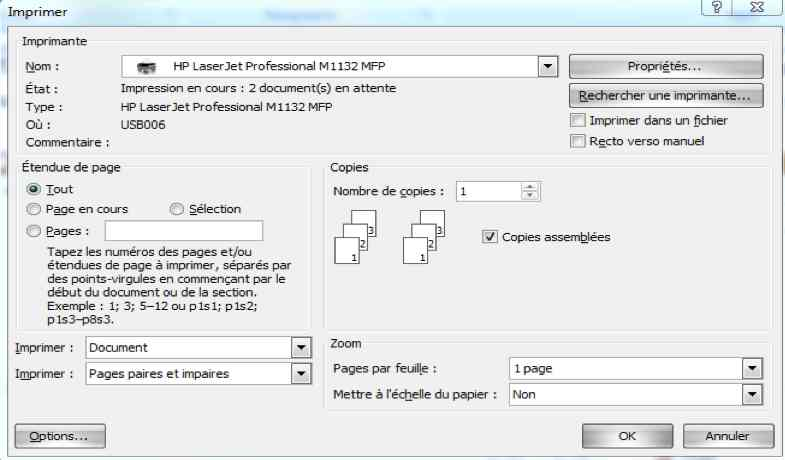 Imprimer
Imprimante
Nom : HP LaserJet Professional M1132 MFP Propriétés...
État : Impression en cours : 2 document(s) en attente Rechercher une imprimante...
Type : HP LaserJet Professional M1132 MFP
Où : USB006 Imprimer dans un fichier
Commentaire : Recto verso manuel
Étendue de page
Tout
Page en cours Sélection
Pages :
Tapez les numéros des pages et/ou
étendues de page à imprimer, séparés par
des points-virgules en commençant par le
début du document ou de la section.
Exemple : 1; 3; 5–12 ou p1s1; p1s2;
p1s3–p8s3.
Copies
Nombre de copies : 1
3 3
2 2
1 1
Copies assemblées
Imprimer : Document
Imprimer : Pages paires et impaires
Zoom
Pages par feuille : 1 page
Mettre à l'échelle du papier : Non
Options... OK Annuler